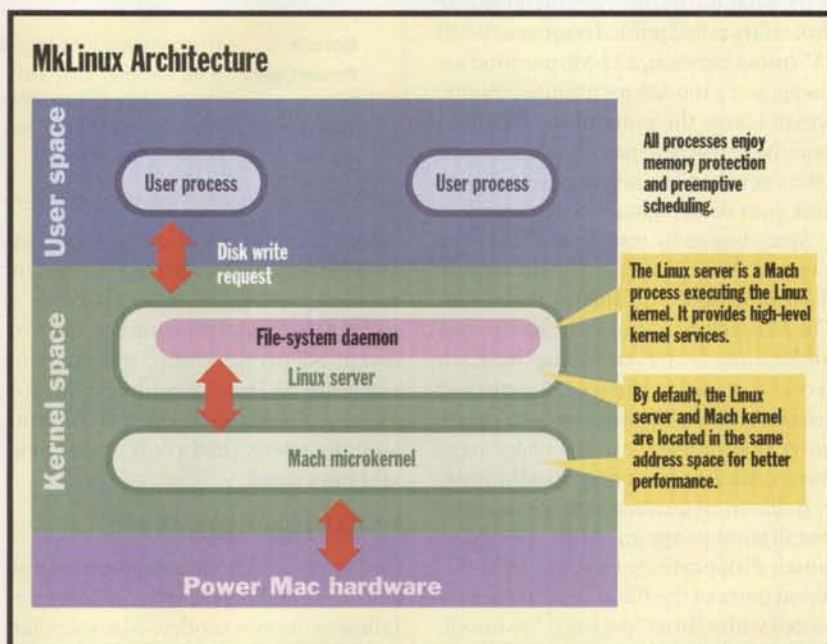 MkLinux Architecture
User space
User process
User process
All processes enjoy
memory protection
and preemptive
scheduling.
Disk write
request
The Linux server is a Mach
process executing the Linux
kernel. It provides high-level
kernel services.
Kernel space
File-system daemon
Linux server
By default, the Linux
server and Mach kernel
are located in the same
address space for better
performance.
Mach microkernel
Power Mac hardware